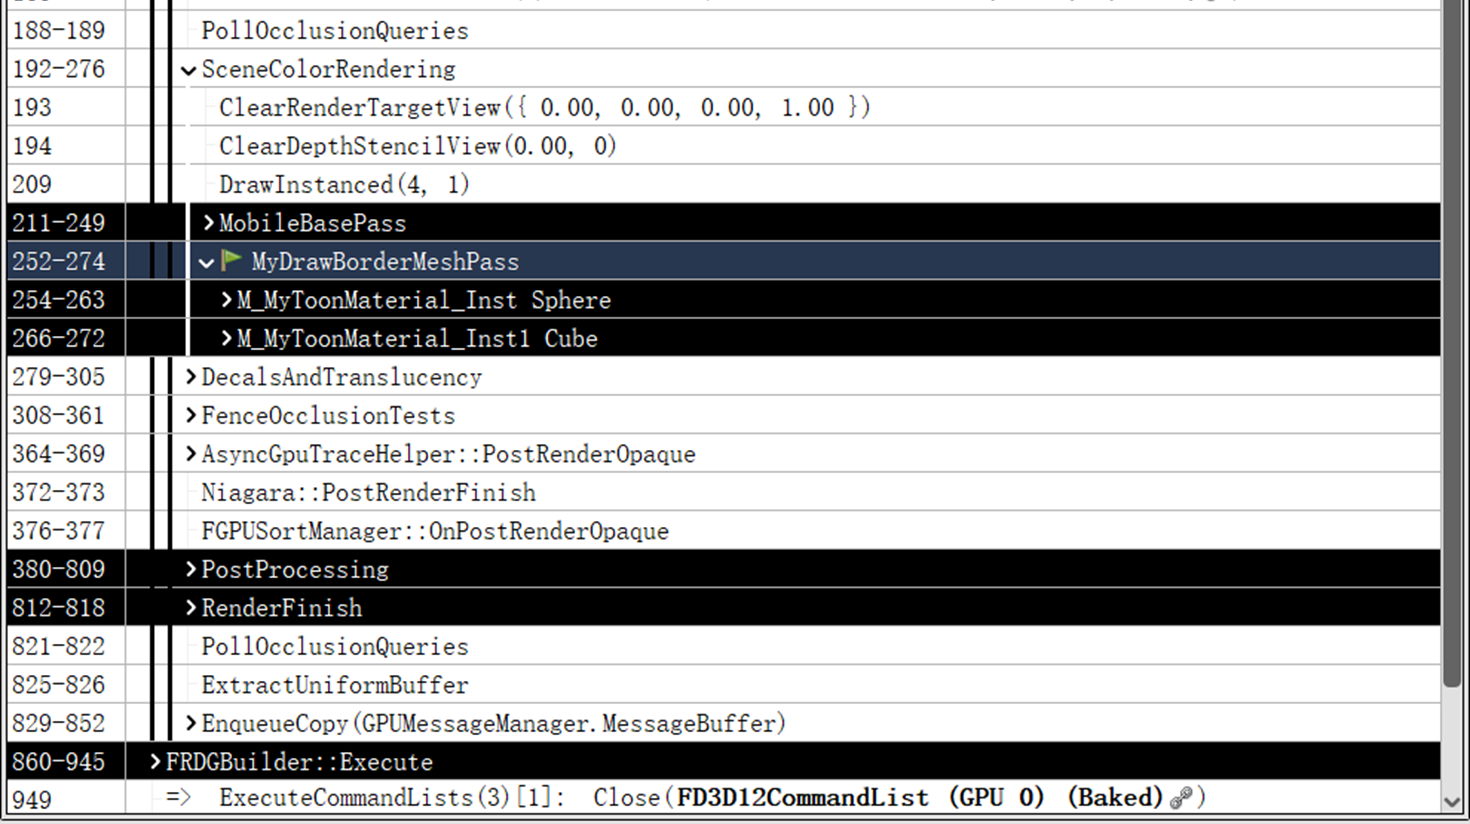 188-189 PollOcclusionQueries
192-276 SceneColorRendering
193 ClearRenderTargetView({ 0.00, 0.00, 0.00, 1.00 })
194 ClearDepthStencilView(0.00, 0)
209 DrawInstanced(4, 1)
211-249 MobileBasePass
252-274 MyDrawBorderMeshPass
254-263 M_MyToonMaterial_Inst Sphere
266-272 M_MyToonMaterial_Inst1 Cube
279-305 DecalsAndTranslucency
308-361 FenceOcclusionTests
364-369 AsyncGpuTraceHelper::PostRenderOpaque
372-373 Niagara::PostRenderFinish
376-377 FGPUSortManager::OnPostRenderOpaque
380-809 PostProcessing
812-818 RenderFinish
821-822 PollOcclusionQueries
825-826 ExtractUniformBuffer
829-852 EnqueueCopy(GPUMessageManager.MessageBuffer)
860-945 FRDGBuilder::Execute
949 => ExecuteCommandLists(3)[1]: Close(FD3D12CommandList (GPU 0) (Baked))